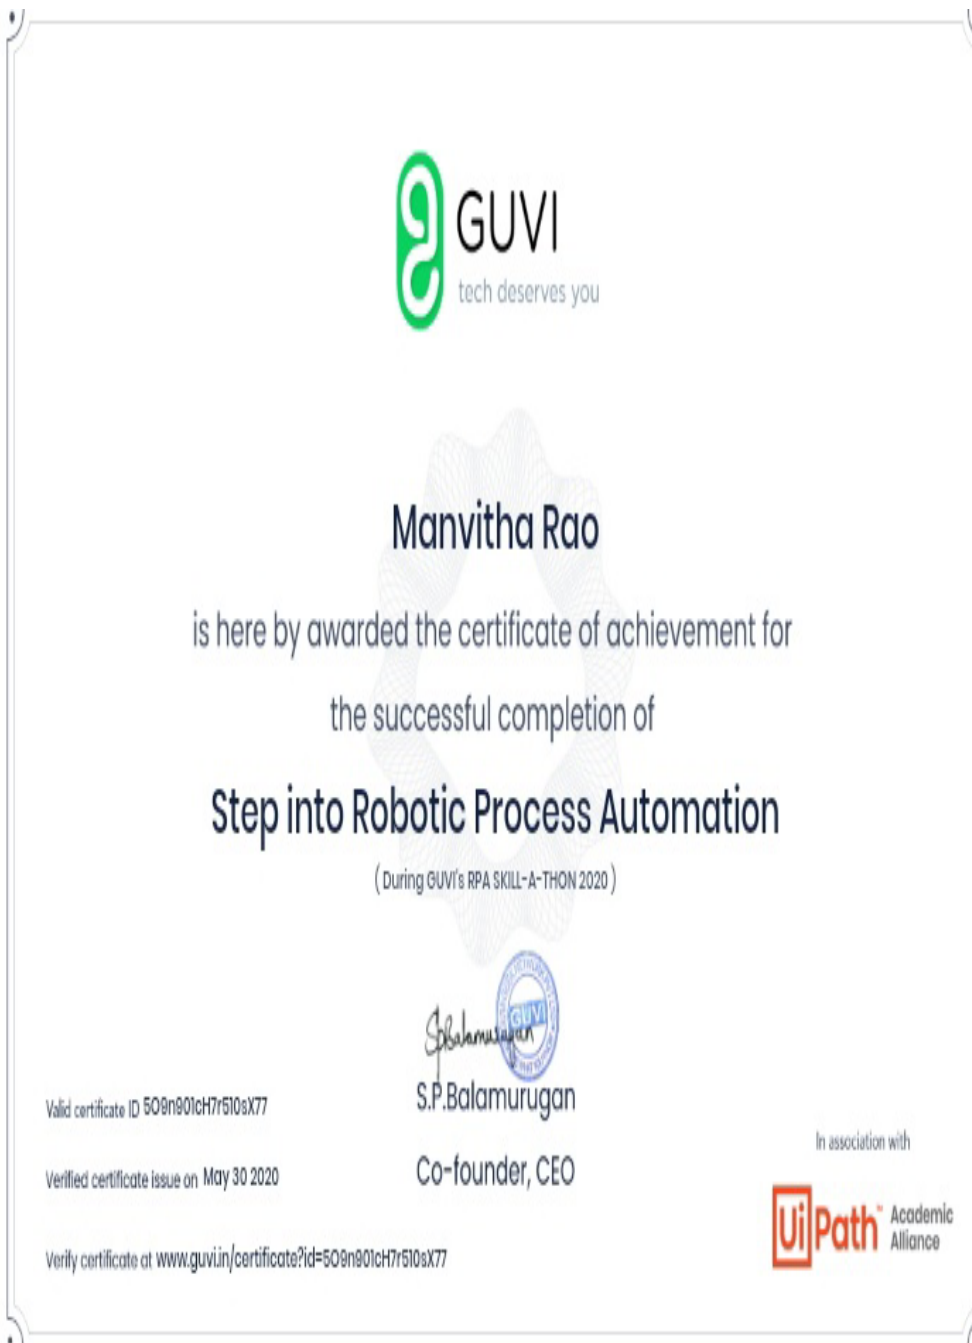 GUVI
tech deserves you
Manvitha Rao
is here by awarded the certificate of achievement for
the successful completion of
Step into Robotic Process Automation
( During GUVI's RPA SKILL-A-THON 2020 )
SpBalamurugan
GUVI
S.P.Balamurugan
Co-founder, CEO
Valid certificate ID 5O9n901cH7r510sX77
Verified certificate issue on May 30 2020
Verify certificate at www.guvi.in/certificate?id=5O9n901cH7r510sX77
In association with
UiPath™ Academic
Alliance